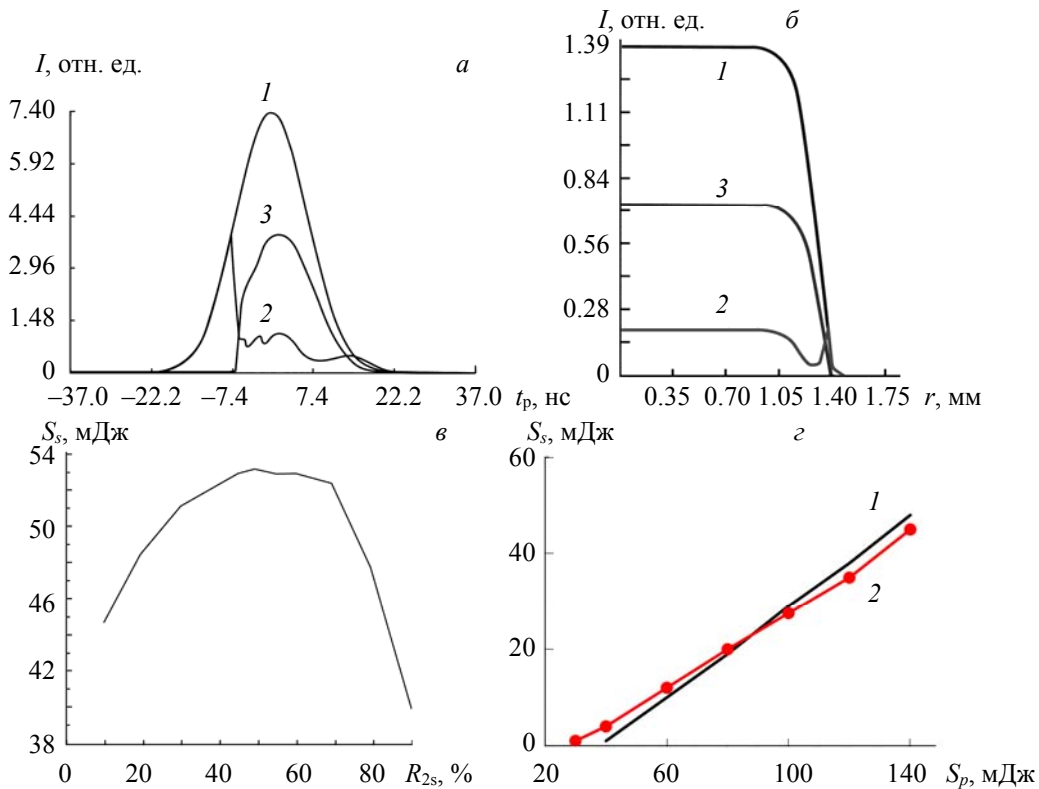 I, отн. ед.
а
7.40
5.92
4.44
2.96
1.48
0
1
3
2
–37.0 –22.2 –7.4 7.4 22.2 37.0 tр, нс
I, отн. ед.
б
1.39
1.11
0.84
0.56
0.28
0
1
3
2
0.35 0.70 1.05 1.40 1.75 r, мм
Ss, мДж
в
54
50
46
42
38
0 20 40 60 80 R2s, %
Ss, мДж
г
60
40
20
0
1
2
20 60 100 140 Sp, мДж